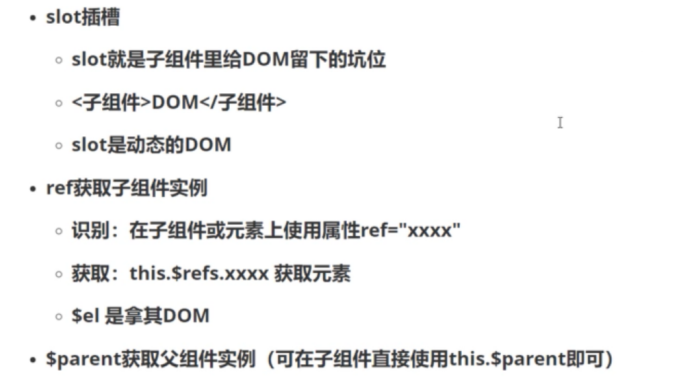 slot插槽
slot就是子组件里给DOM留下的坑位
<子组件>DOM</子组件>
slot是动态的DOM
ref获取子组件实例
识别：在子组件或元素上使用属性ref="xxxx"
获取：this.$refs.xxxx 获取元素
$el 是拿其DOM
$parent获取父组件实例（可在子组件直接使用this.$parent即可）